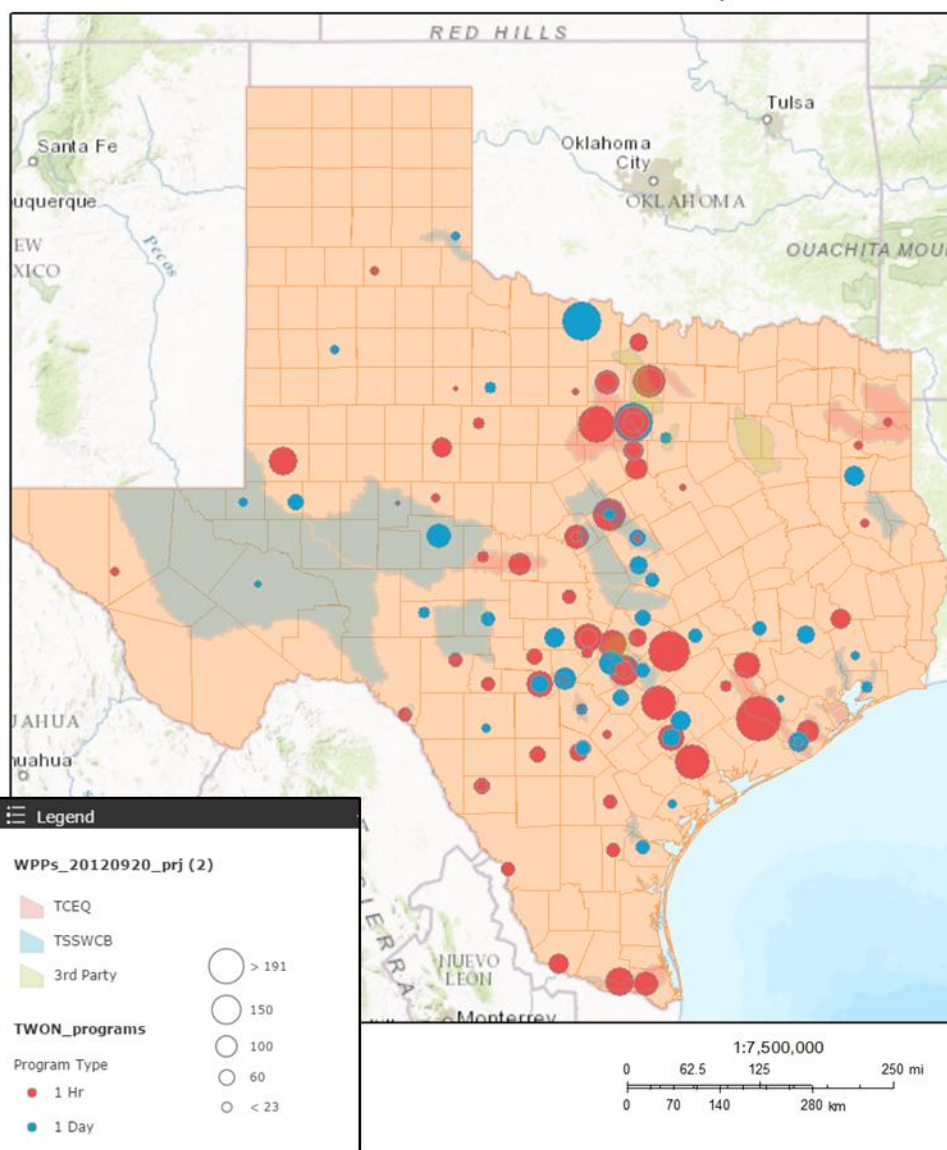 RED HILLS
Tulsa
Santa Fe
Oklahoma
City
uquerque
OKLAHOMA
Pecos
EW
XICO
OUACHITA MOU
UAHUA
huahua
NUEVO
LEON
Monterrey
IERRA
Legend
WPPs_20120920_prj (2)
TCEQ
TSSWCB
3rd Party
> 191
150
TWON_programs
100
Program Type
60
1 Hr
< 23
1 Day
1:7,500,000
0 62.5 125 250 mi
0 70 140 280 km